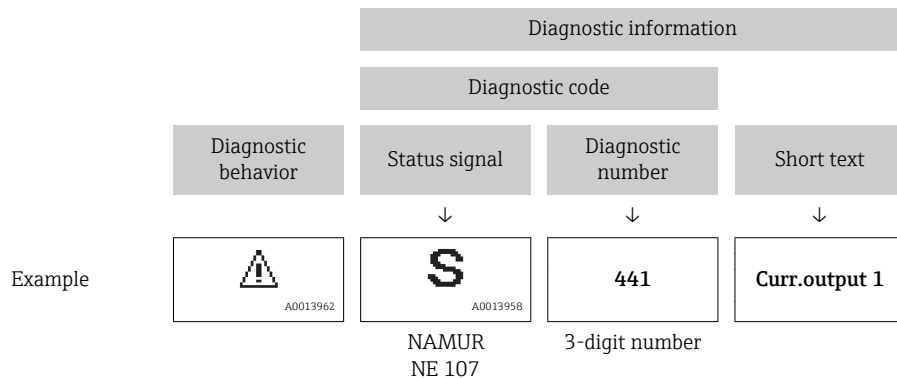 Diagnostic information
Diagnostic code
Diagnostic
behavior
Status signal
Diagnostic
number
Short text
↓ ↓ ↓
Example
A0013962
S
A0013958
441
Curr.output 1
NAMUR
NE 107
3-digit number